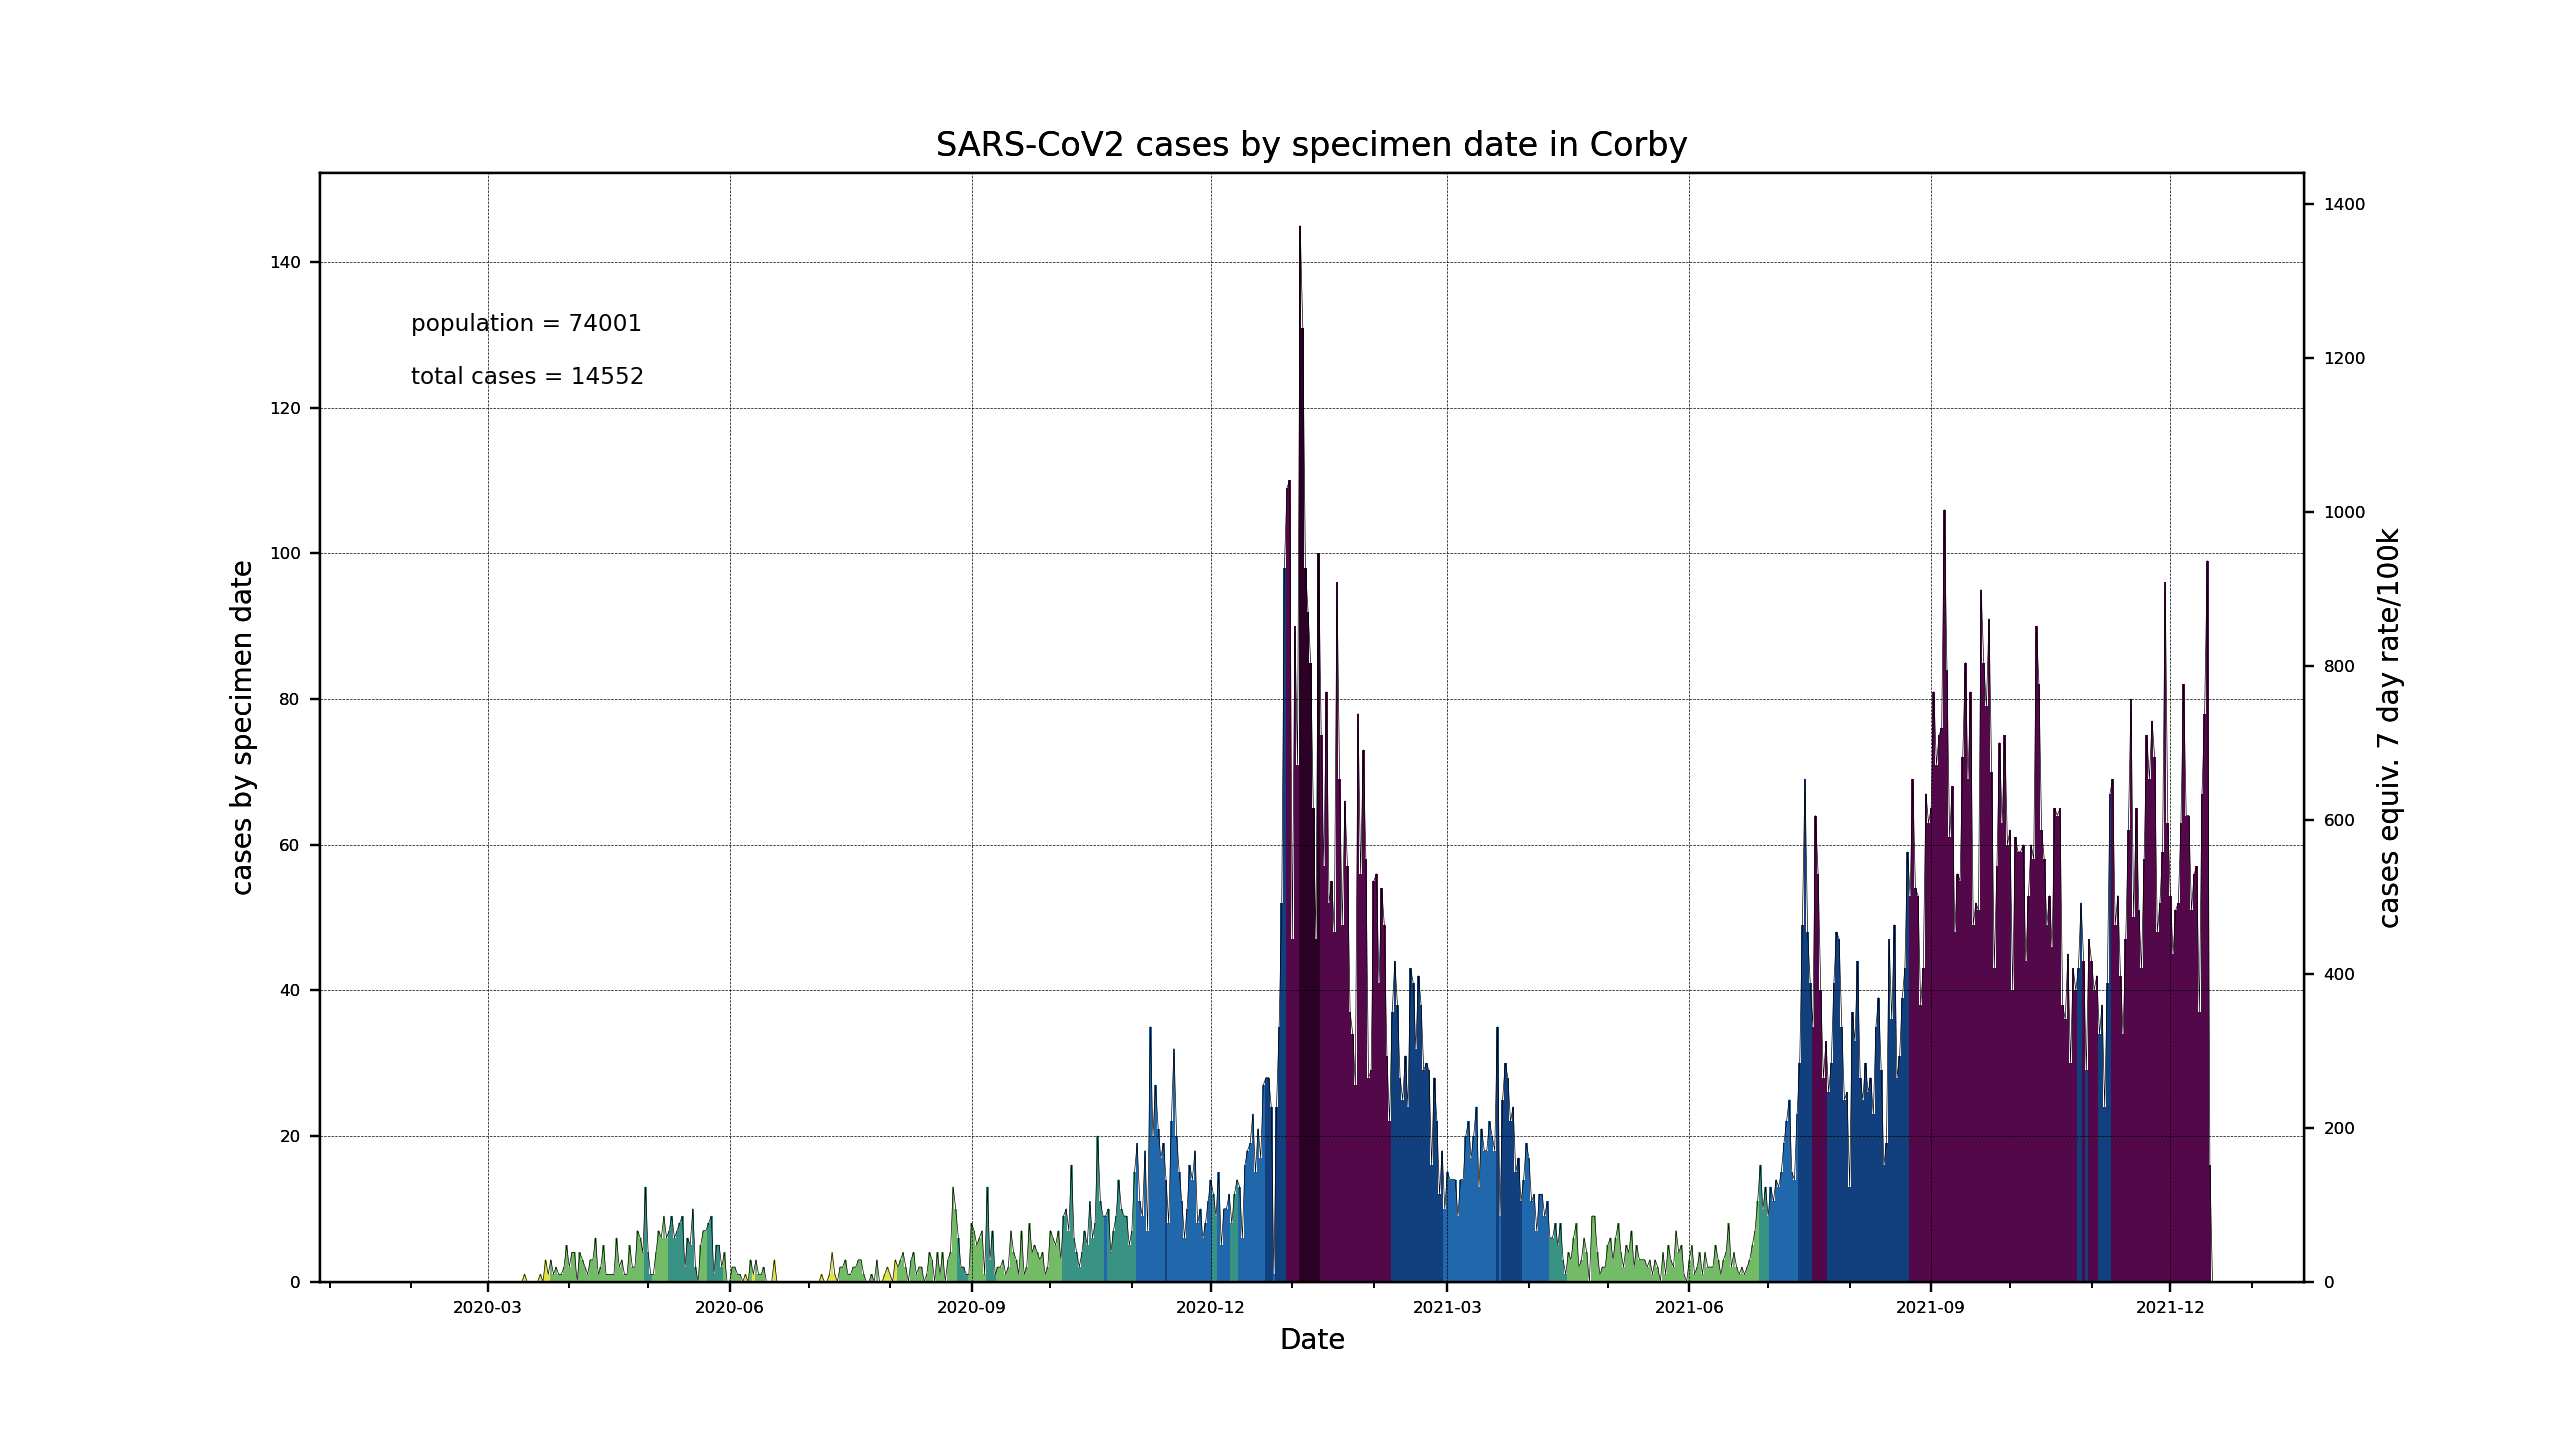 SARS-CoV2 cases by specimen date in Corby
population = 74001
total cases = 14552
cases by specimen date
140
120
100
80
60
40
20
0
1400
1200
1000
800
600
400
200
0
cases equiv. 7 day rate/100k
2020-03 2020-06 2020-09 2020-12 2021-03 2021-06 2021-09 2021-12
Date